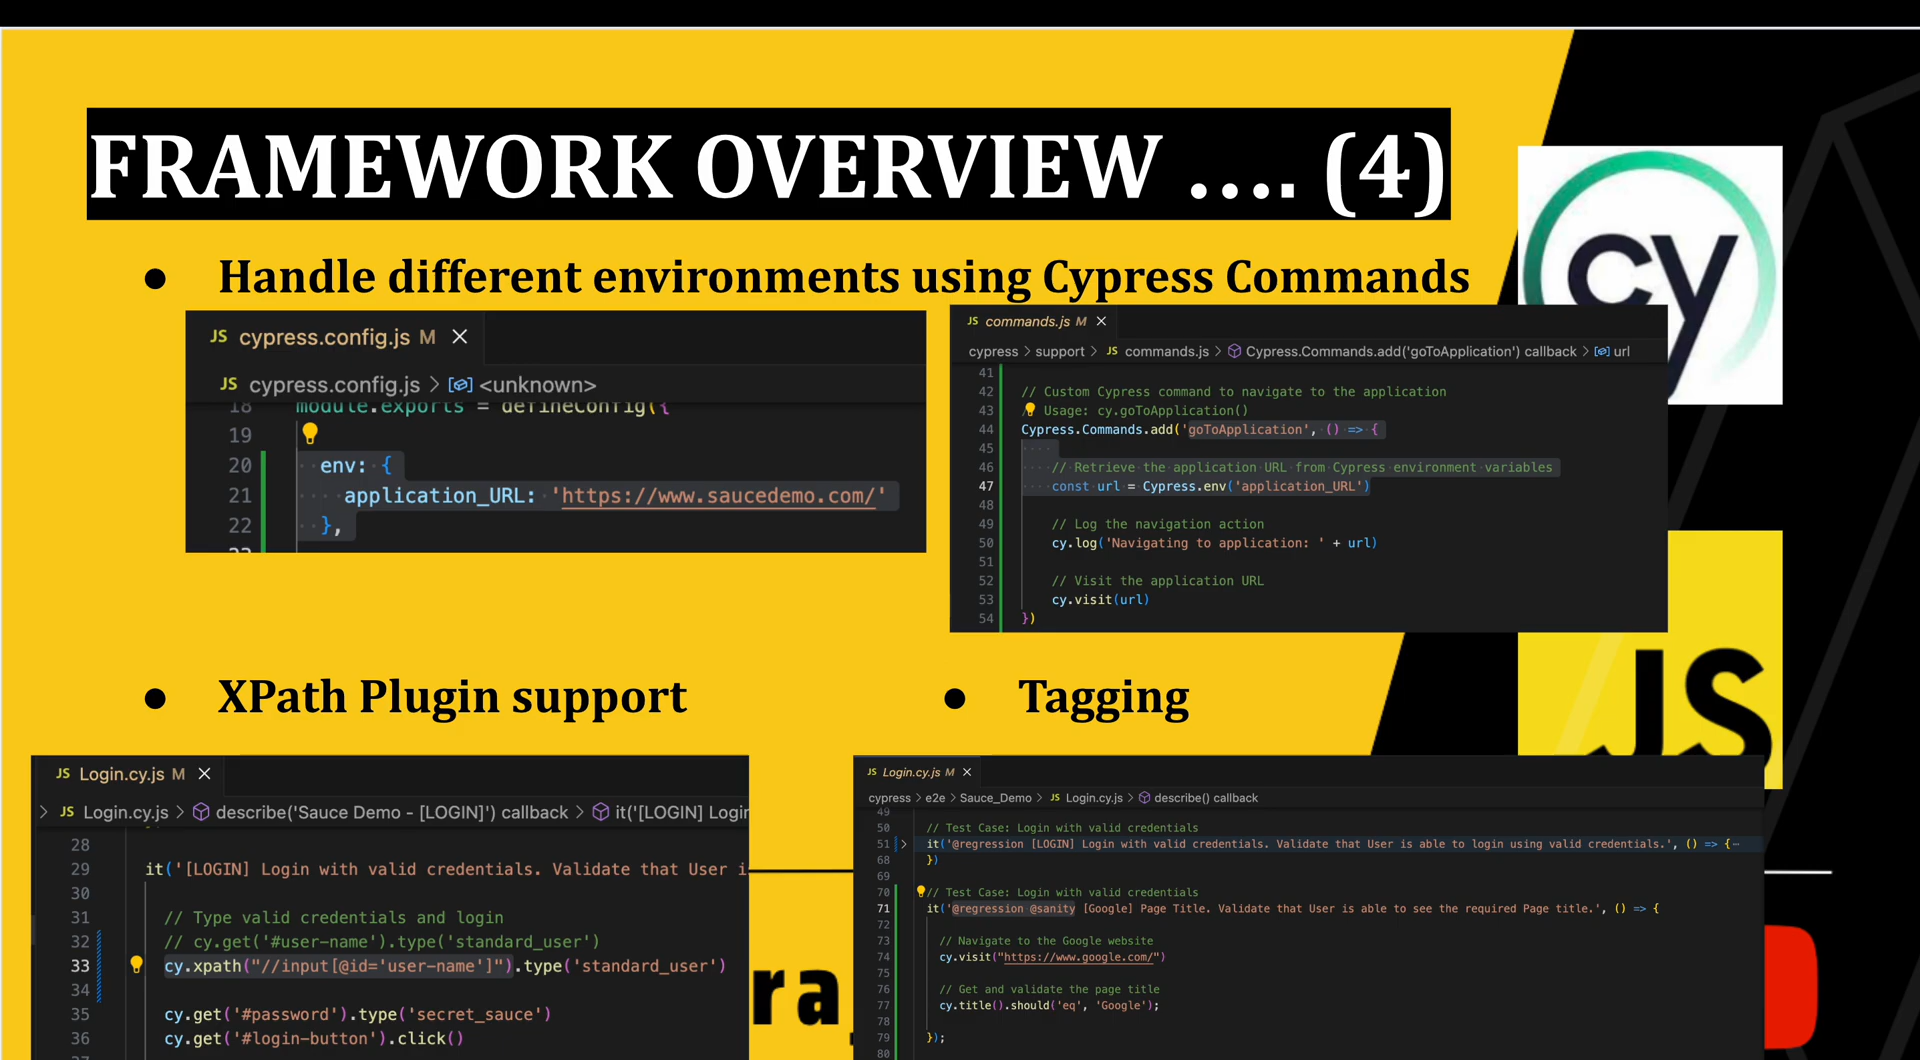 FRAMEWORK OVERVIEW .... (4)
● Handle different environments using Cypress Commands
JS cypress.config.js M ×
JS cypress.config.js > <unknown>
18 module.exports = defineConfig({
19
20 env: {
21 application_URL: 'https://www.saucedemo.com/'
22 },
JS commands.js M ×
cypress > support > JS commands.js > Cypress.Commands.add('goToApplication') callback > url
41
42 // Custom Cypress command to navigate to the application
43 // Usage: cy.goToApplication()
44 Cypress.Commands.add('goToApplication', () => {
45
46 // Retrieve the application URL from Cypress environment variables
47 const url = Cypress.env('application_URL')
48
49 // Log the navigation action
50 cy.log('Navigating to application: ' + url)
51
52 // Visit the application URL
53 cy.visit(url)
54 })
cy
JS
● XPath Plugin support
● Tagging
JS Login.cy.js M ×
> JS Login.cy.js > describe('Sauce Demo - [LOGIN]') callback > it('[LOGIN] Login
28
29 it('[LOGIN] Login with valid credentials. Validate that User i
30
31 // Type valid credentials and login
32 // cy.get('#user-name').type('standard_user')
33 cy.xpath("//input[@id='user-name']").type('standard_user')
34
35 cy.get('#password').type('secret_sauce')
36 cy.get('#login-button').click()
JS Login.cy.js M ×
cypress > e2e > Sauce_Demo > JS Login.cy.js > describe() callback
49
50 // Test Case: Login with valid credentials
51 > it('@regression [LOGIN] Login with valid credentials. Validate that User is able to login using valid credentials.', () => {⋯
68 })
69
70 // Test Case: Login with valid credentials
71 it('@regression @sanity [Google] Page Title. Validate that User is able to see the required Page title.', () => {
72
73 // Navigate to the Google website
74 cy.visit("https://www.google.com/")
75
76 // Get and validate the page title
77 cy.title().should('eq', 'Google');
78
79 });
80
ra